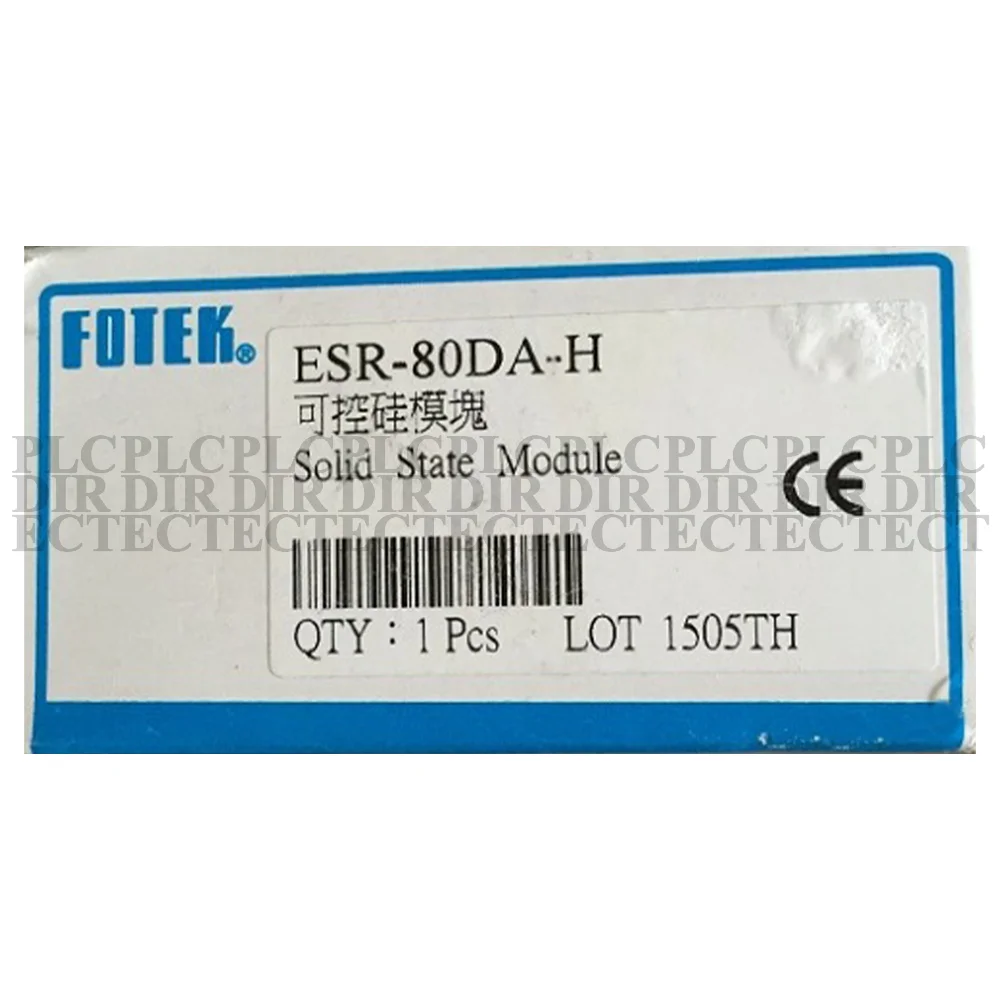 FOTEK®
ESR-80DA-H
可控硅模塊
Solid State Module
CE
QTY : 1 Pcs LOT 1505TH
PLCPLCPLCPLCPLCPLCPLCPLC
DIR DIR DIR DIR DIR DIR DIR DIR
ECTECTECTECTECTECTECTECT